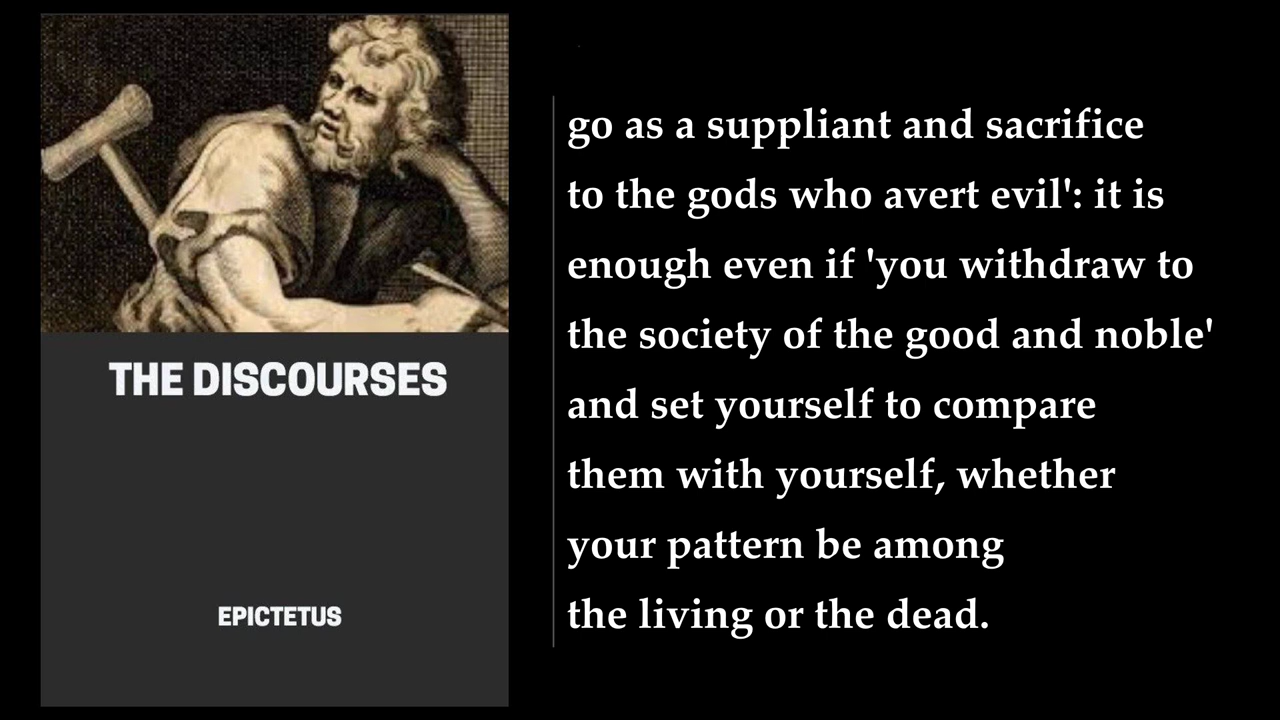 THE DISCOURSES
EPICTETUS
go as a suppliant and sacrifice
to the gods who avert evil': it is
enough even if 'you withdraw to
the society of the good and noble'
and set yourself to compare
them with yourself, whether
your pattern be among
the living or the dead.